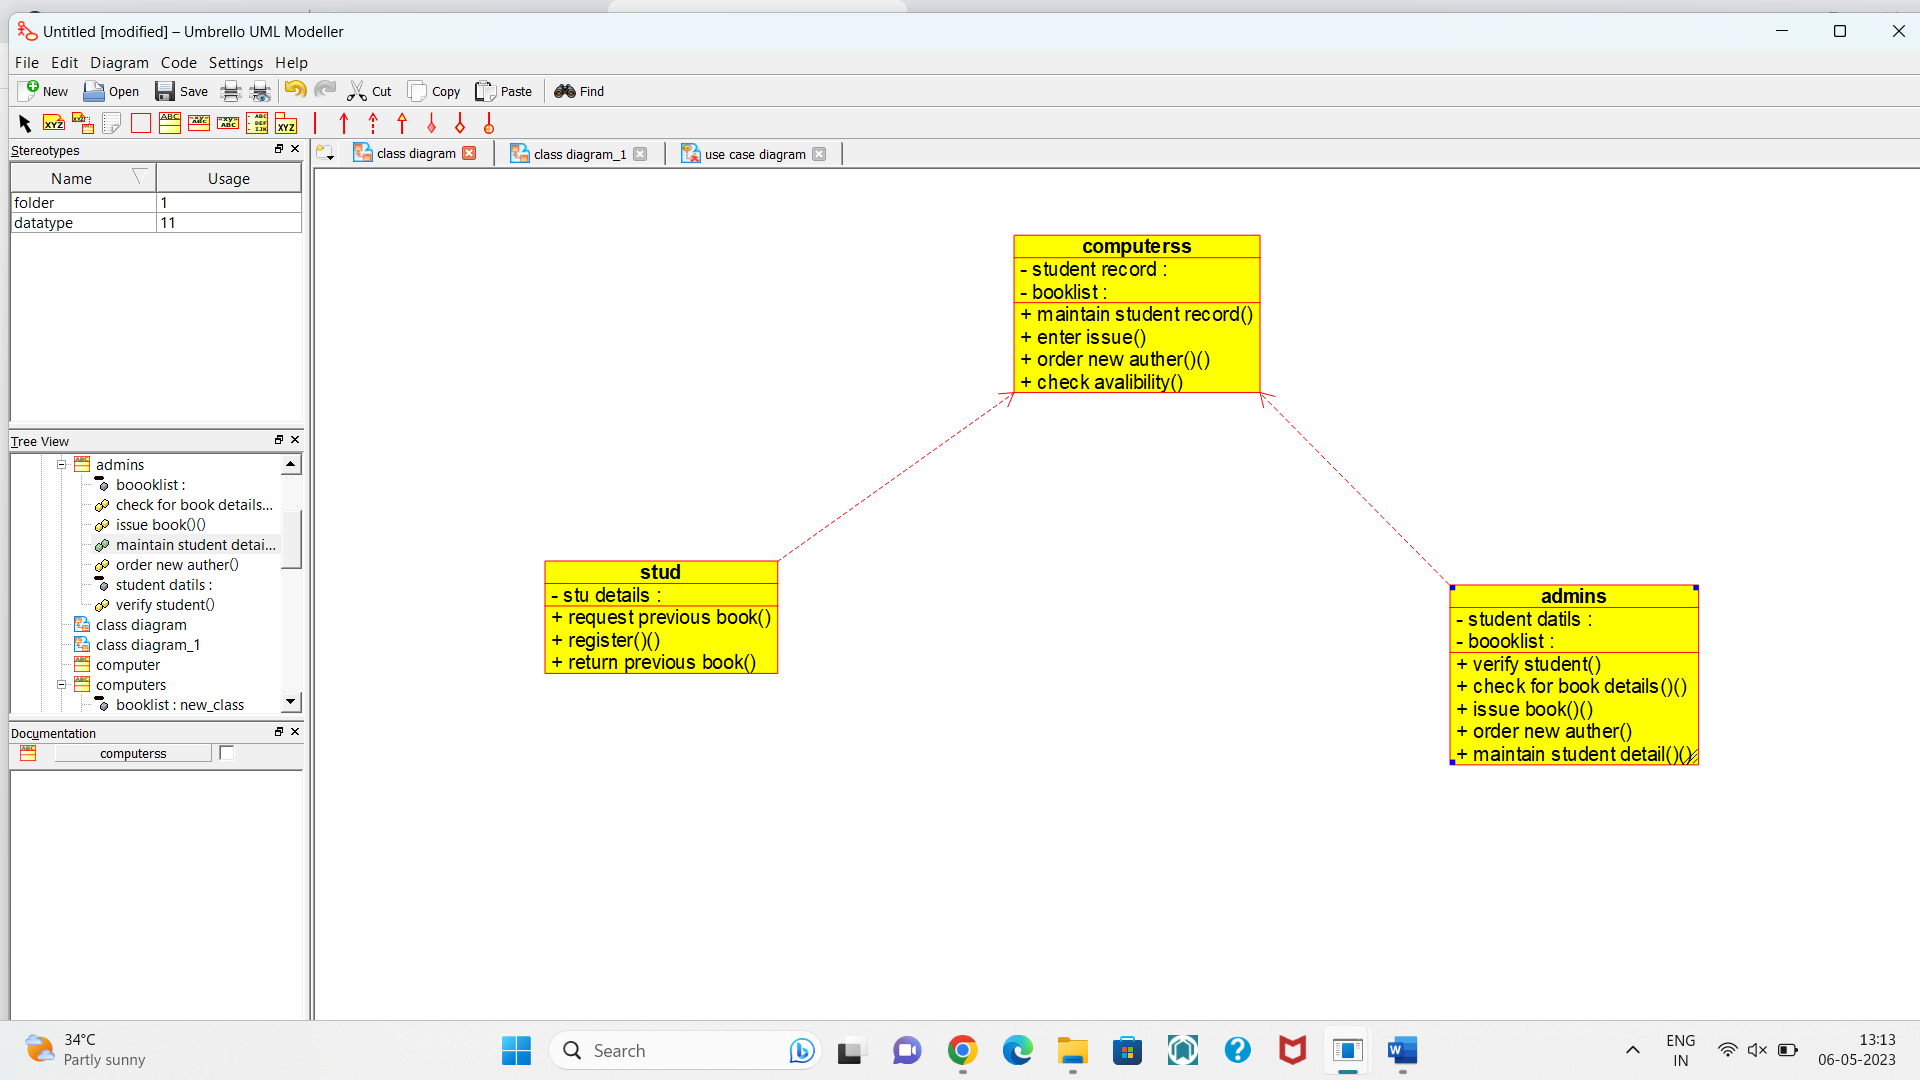 Untitled [modified] – Umbrello UML Modeller
File Edit Diagram Code Settings Help
New Open Save Cut Copy Paste Find
Stereotypes
Name Usage
folder 1
datatype 11
Tree View
admins
boooklist :
check for book details...
issue book()()
maintain student detai...
order new auther()
student datils :
verify student()
class diagram
class diagram_1
computer
computers
booklist : new_class
Documentation
computerss
class diagram class diagram_1 use case diagram
computerss
- student record :
- booklist :
+ maintain student record()
+ enter issue()
+ order new auther()()
+ check avalibility()
stud
- stu details :
+ request previous book()
+ register()()
+ return previous book()
admins
- student datils :
- boooklist :
+ verify student()
+ check for book details()()
+ issue book()()
+ order new auther()
+ maintain student detail()()
34°C
Partly sunny
Search
ENG
IN
13:13
06-05-2023